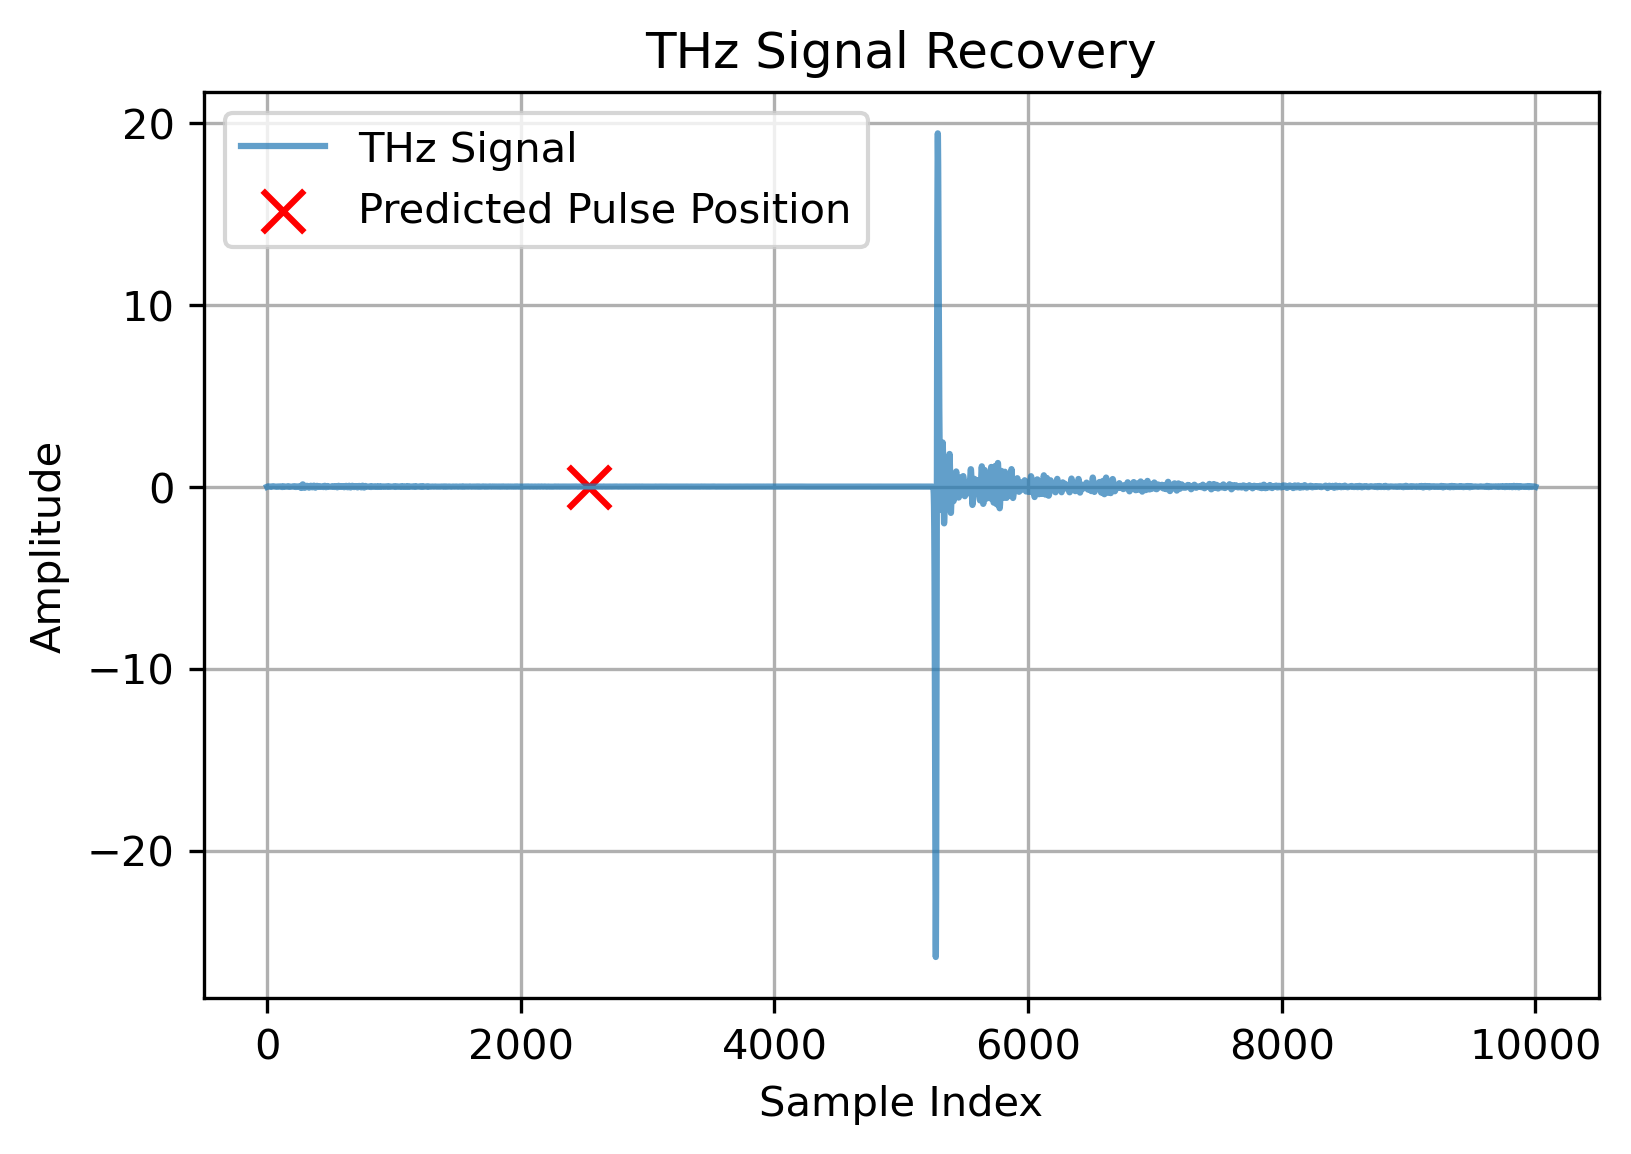 THz Signal Recovery
20
10
0
−10
−20
Amplitude
THz Signal
Predicted Pulse Position
0 2000 4000 6000 8000 10000
Sample Index